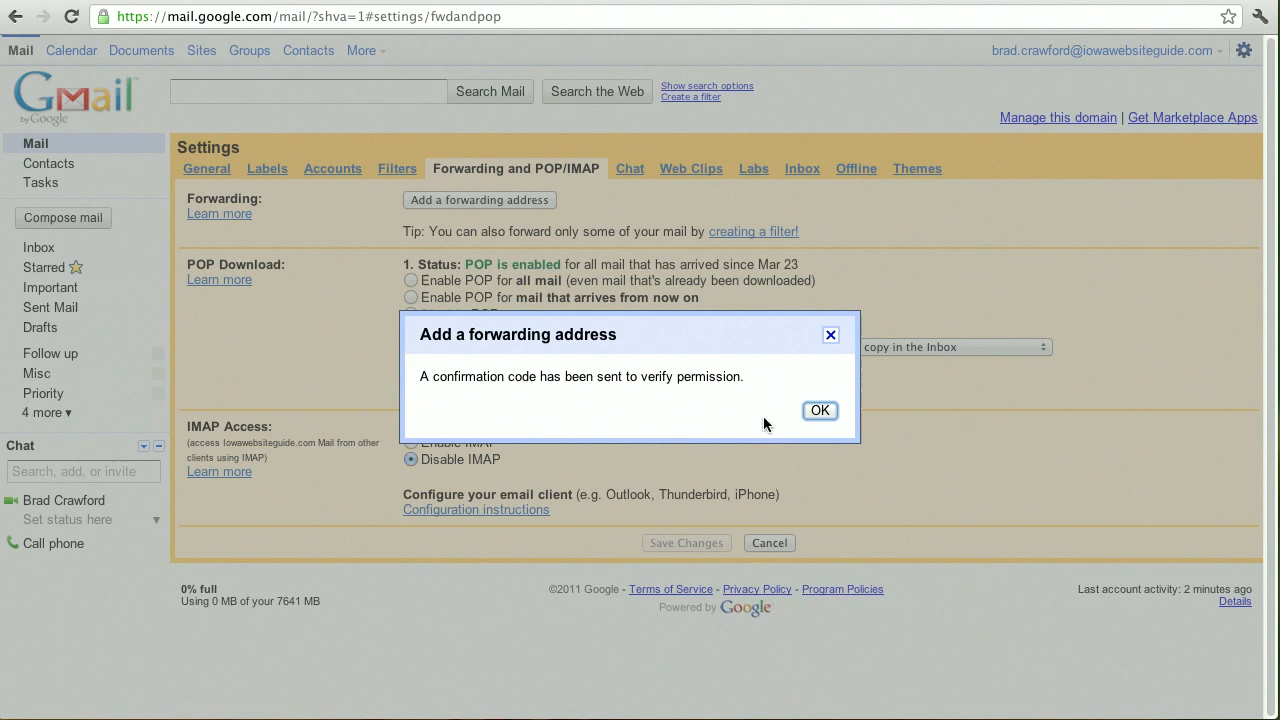 https://mail.google.com/mail/?shva=1#settings/fwdandpop
Mail Calendar Documents Sites Groups Contacts More
brad.crawford@iowawebsiteguide.com
Gmail
by Google
Search Mail
Search the Web
Show search options
Create a filter
Manage this domain | Get Marketplace Apps
Mail
Contacts
Tasks
Compose mail
Inbox
Starred
Important
Sent Mail
Drafts
Follow up
Misc
Priority
4 more ▾
Chat
Search, add, or invite
Brad Crawford
Set status here
Call phone
Settings
General Labels Accounts Filters Forwarding and POP/IMAP Chat Web Clips Labs Inbox Offline Themes
Forwarding:
Learn more
Add a forwarding address
Tip: You can also forward only some of your mail by creating a filter!
POP Download:
Learn more
1. Status: POP is enabled for all mail that has arrived since Mar 23
Enable POP for all mail (even mail that's already been downloaded)
Enable POP for mail that arrives from now on
copy in the Inbox
Add a forwarding address
A confirmation code has been sent to verify permission.
OK
IMAP Access:
(access Iowawebsiteguide.com Mail from other
clients using IMAP)
Learn more
Enable IMAP
Disable IMAP
Configure your email client (e.g. Outlook, Thunderbird, iPhone)
Configuration instructions
Save Changes
Cancel
0% full
Using 0 MB of your 7641 MB
©2011 Google - Terms of Service - Privacy Policy - Program Policies
Powered by Google
Last account activity: 2 minutes ago
Details